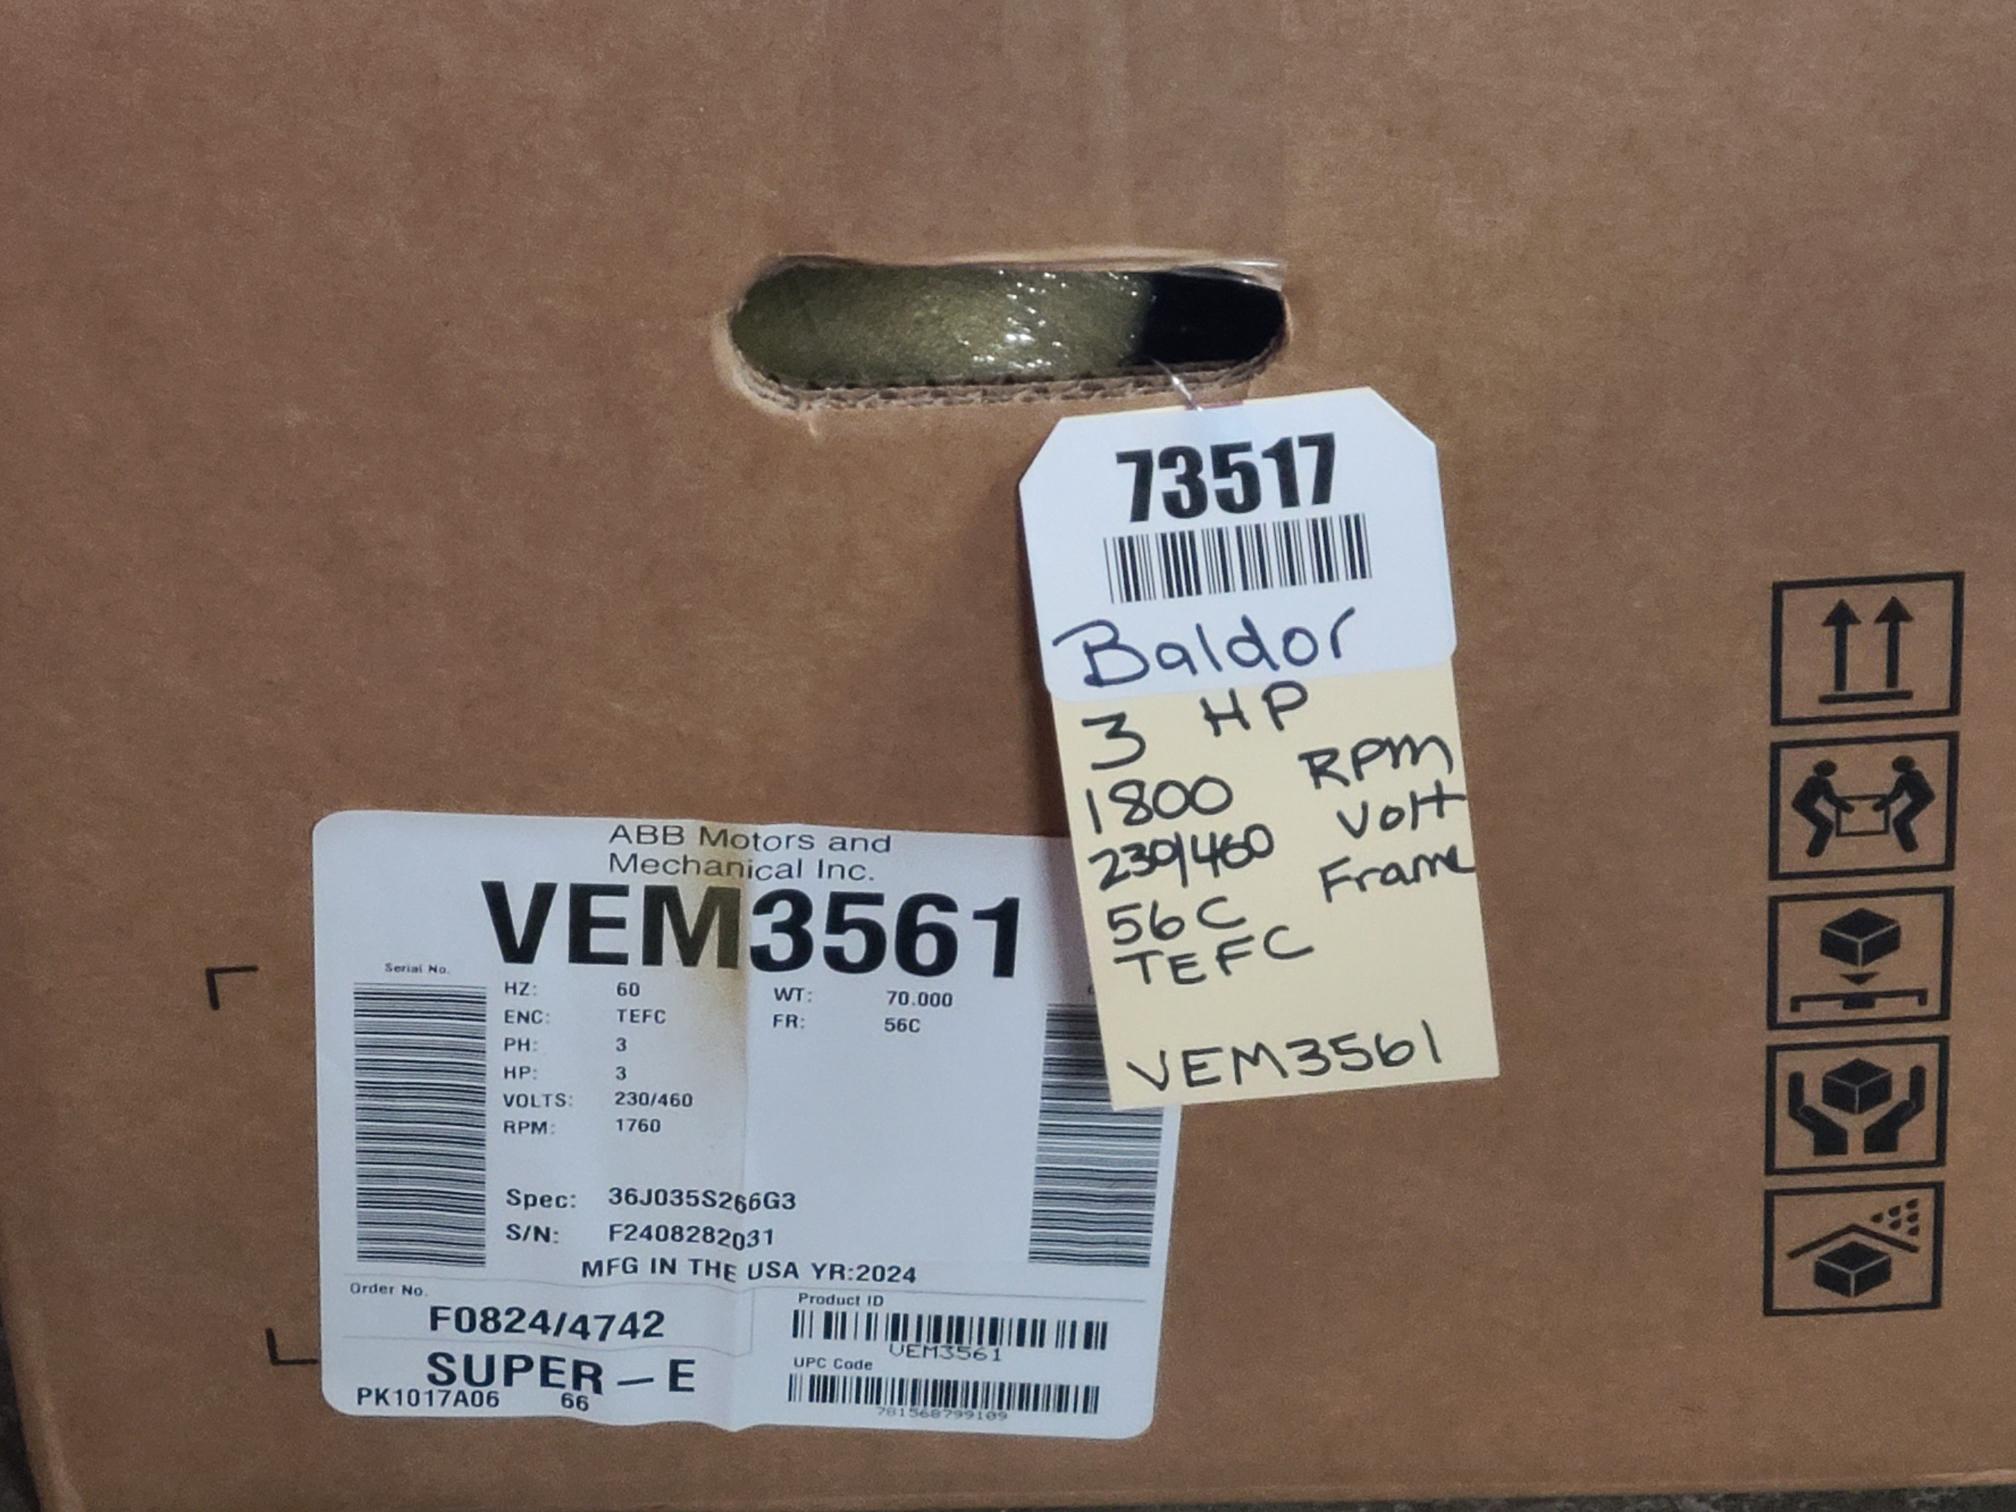 73517
Baldor
3 HP
1800 RPM
230/460 Volt
56C Frame
TEFC
VEM3561
ABB Motors and
Mechanical Inc.
VEM3561
Serial No.
HZ: 60 WT: 70.000
ENC: TEFC FR: 56C
PH: 3
HP: 3
VOLTS: 230/460
RPM: 1760
Spec: 36J035S266G3
S/N: F2408282031
MFG IN THE USA YR:2024
Order No.
F0824/4742
SUPER-E
PK1017A06 66
Product ID
VEM3561
UPC Code
781568799109